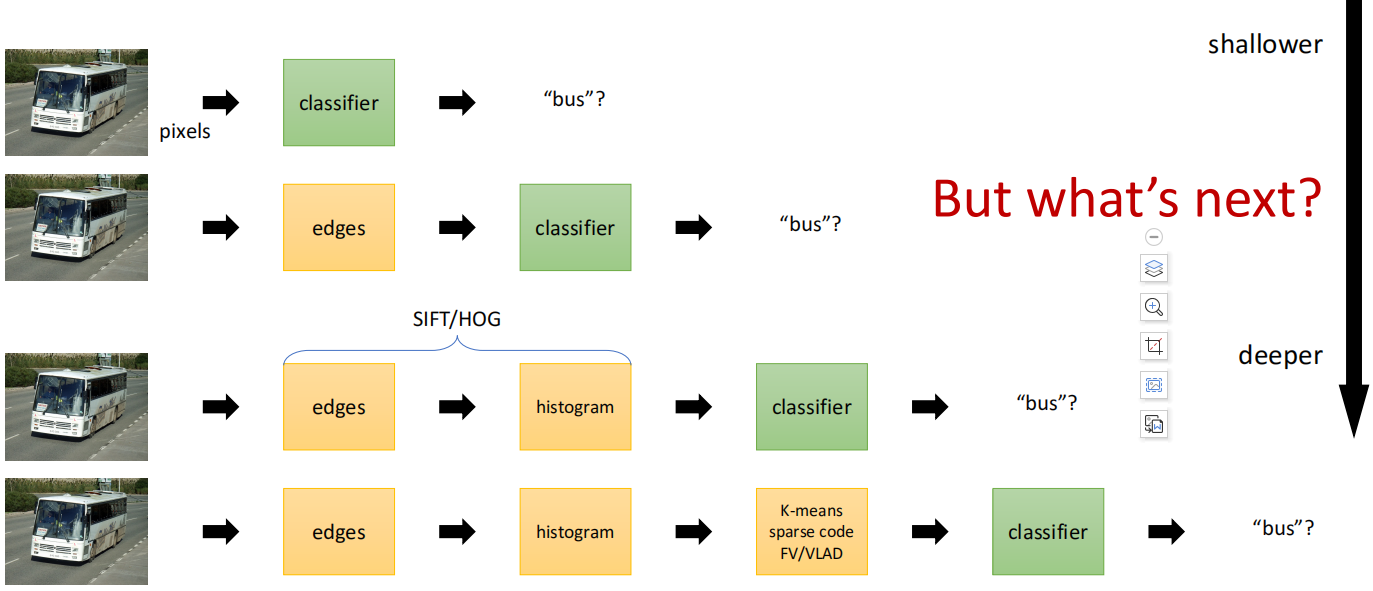 shallower
pixels
classifier
“bus”?
But what’s next?
edges
classifier
“bus”?
SIFT/HOG
deeper
edges
histogram
classifier
“bus”?
edges
histogram
K-means
sparse code
FV/VLAD
classifier
“bus”?